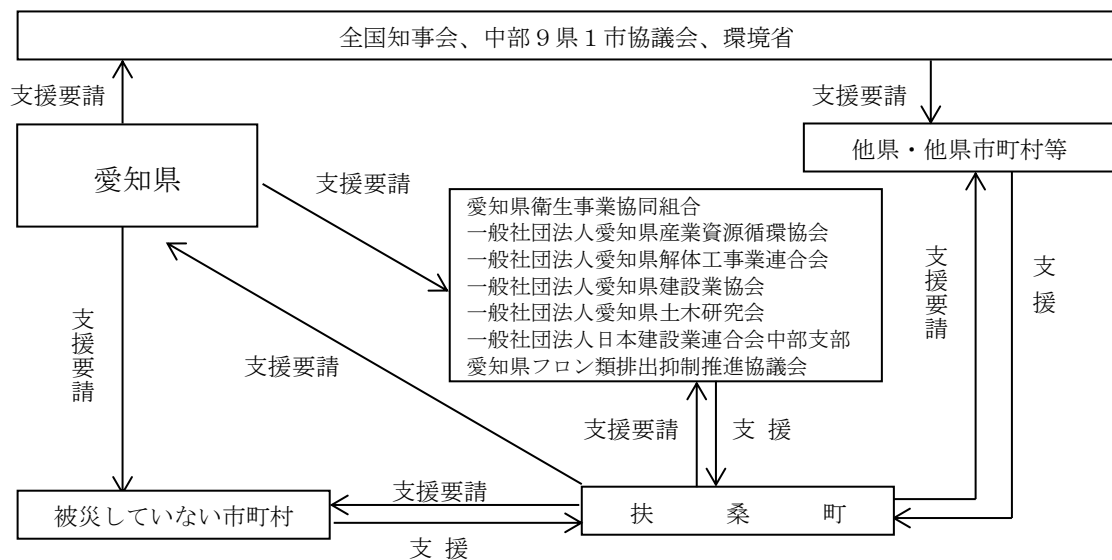 全国知事会、中部９県１市協議会、環境省
支援要請
支援要請
愛知県
他県・他県市町村等
支援要請
愛知県衛生事業協同組合
一般社団法人愛知県産業資源循環協会
一般社団法人愛知県解体工事業連合会
一般社団法人愛知県建設業協会
一般社団法人愛知県土木研究会
一般社団法人日本建設業連合会中部支部
愛知県フロン類排出抑制推進協議会
支援要請
支援
支援要請
支援要請
支援要請
支 援
被災していない市町村
支援要請
支 援
扶 桑 町